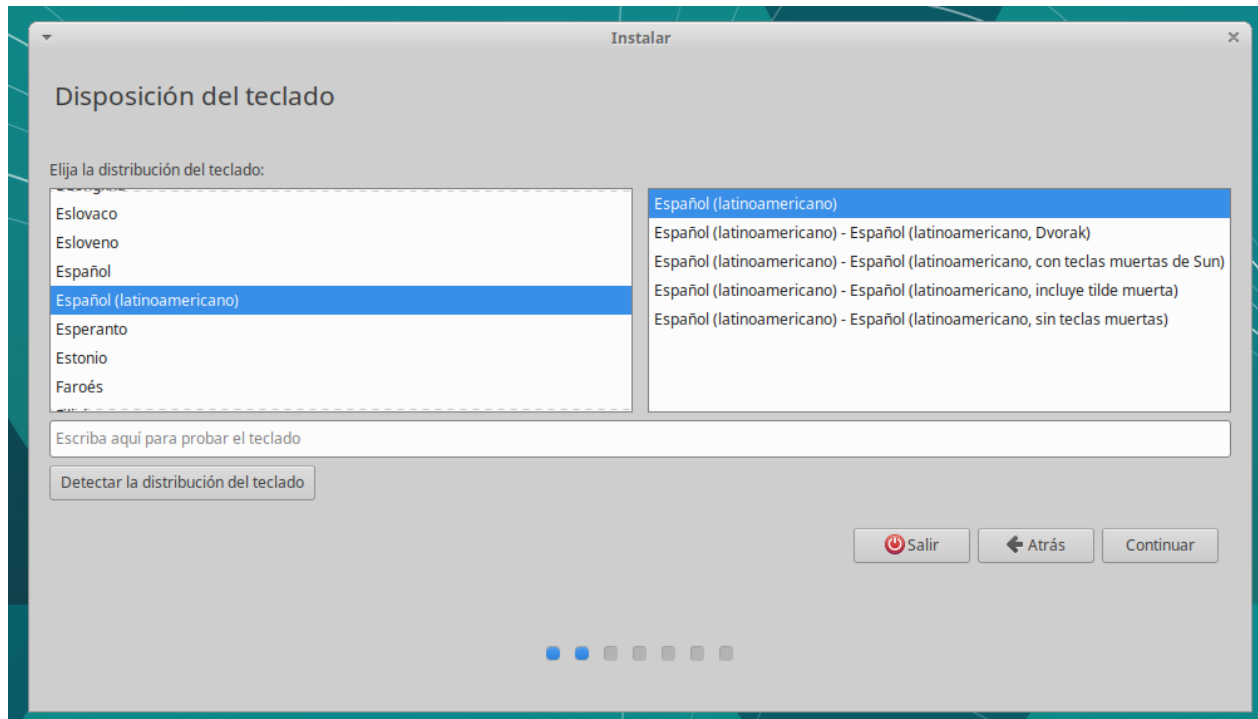 Instalar
Disposición del teclado
Elija la distribución del teclado:
Eslovaco
Esloveno
Español
Español (latinoamericano)
Esperanto
Estonio
Faroés
Español (latinoamericano)
Español (latinoamericano) - Español (latinoamericano, Dvorak)
Español (latinoamericano) - Español (latinoamericano, con teclas muertas de Sun)
Español (latinoamericano) - Español (latinoamericano, incluye tilde muerta)
Español (latinoamericano) - Español (latinoamericano, sin teclas muertas)
Escriba aquí para probar el teclado
Detectar la distribución del teclado
Salir
Atrás
Continuar